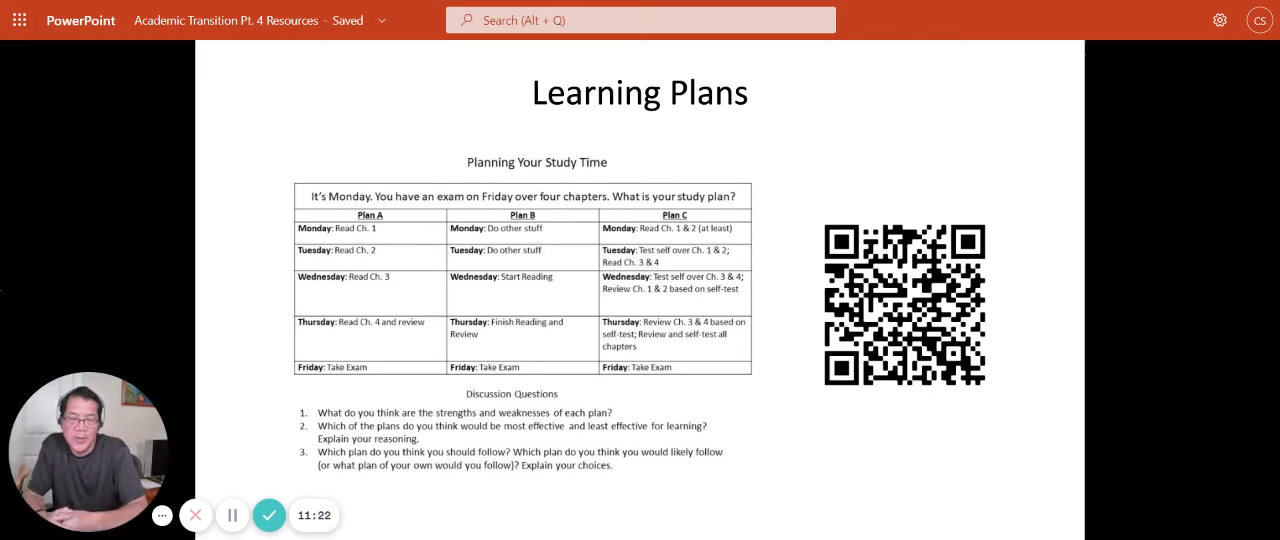 PowerPoint
Academic Transition Pt. 4 Resources - Saved
Search (Alt + Q)
CS
Learning Plans
Planning Your Study Time
It's Monday. You have an exam on Friday over four chapters. What is your study plan?
Plan A
Plan B
Plan C
Monday: Read Ch. 1
Monday: Do other stuff
Monday: Read Ch. 1 & 2 (at least)
Tuesday: Read Ch. 2
Tuesday: Do other stuff
Tuesday: Test self over Ch. 1 & 2;
Read Ch. 3 & 4
Wednesday: Read Ch. 3
Wednesday: Start Reading
Wednesday: Test self over Ch. 3 & 4;
Review Ch. 1 & 2 based on self-test
Thursday: Read Ch. 4 and review
Thursday: Finish Reading and
Review
Thursday: Review Ch. 3 & 4 based on
self-test; Review and self-test all
chapters
Friday: Take Exam
Friday: Take Exam
Friday: Take Exam
Discussion Questions
1. What do you think are the strengths and weaknesses of each plan?
2. Which of the plans do you think would be most effective and least effective for learning?
Explain your reasoning.
3. Which plan do you think you should follow? Which plan do you think you would likely follow
(or what plan of your own would you follow)? Explain your choices.
11:22